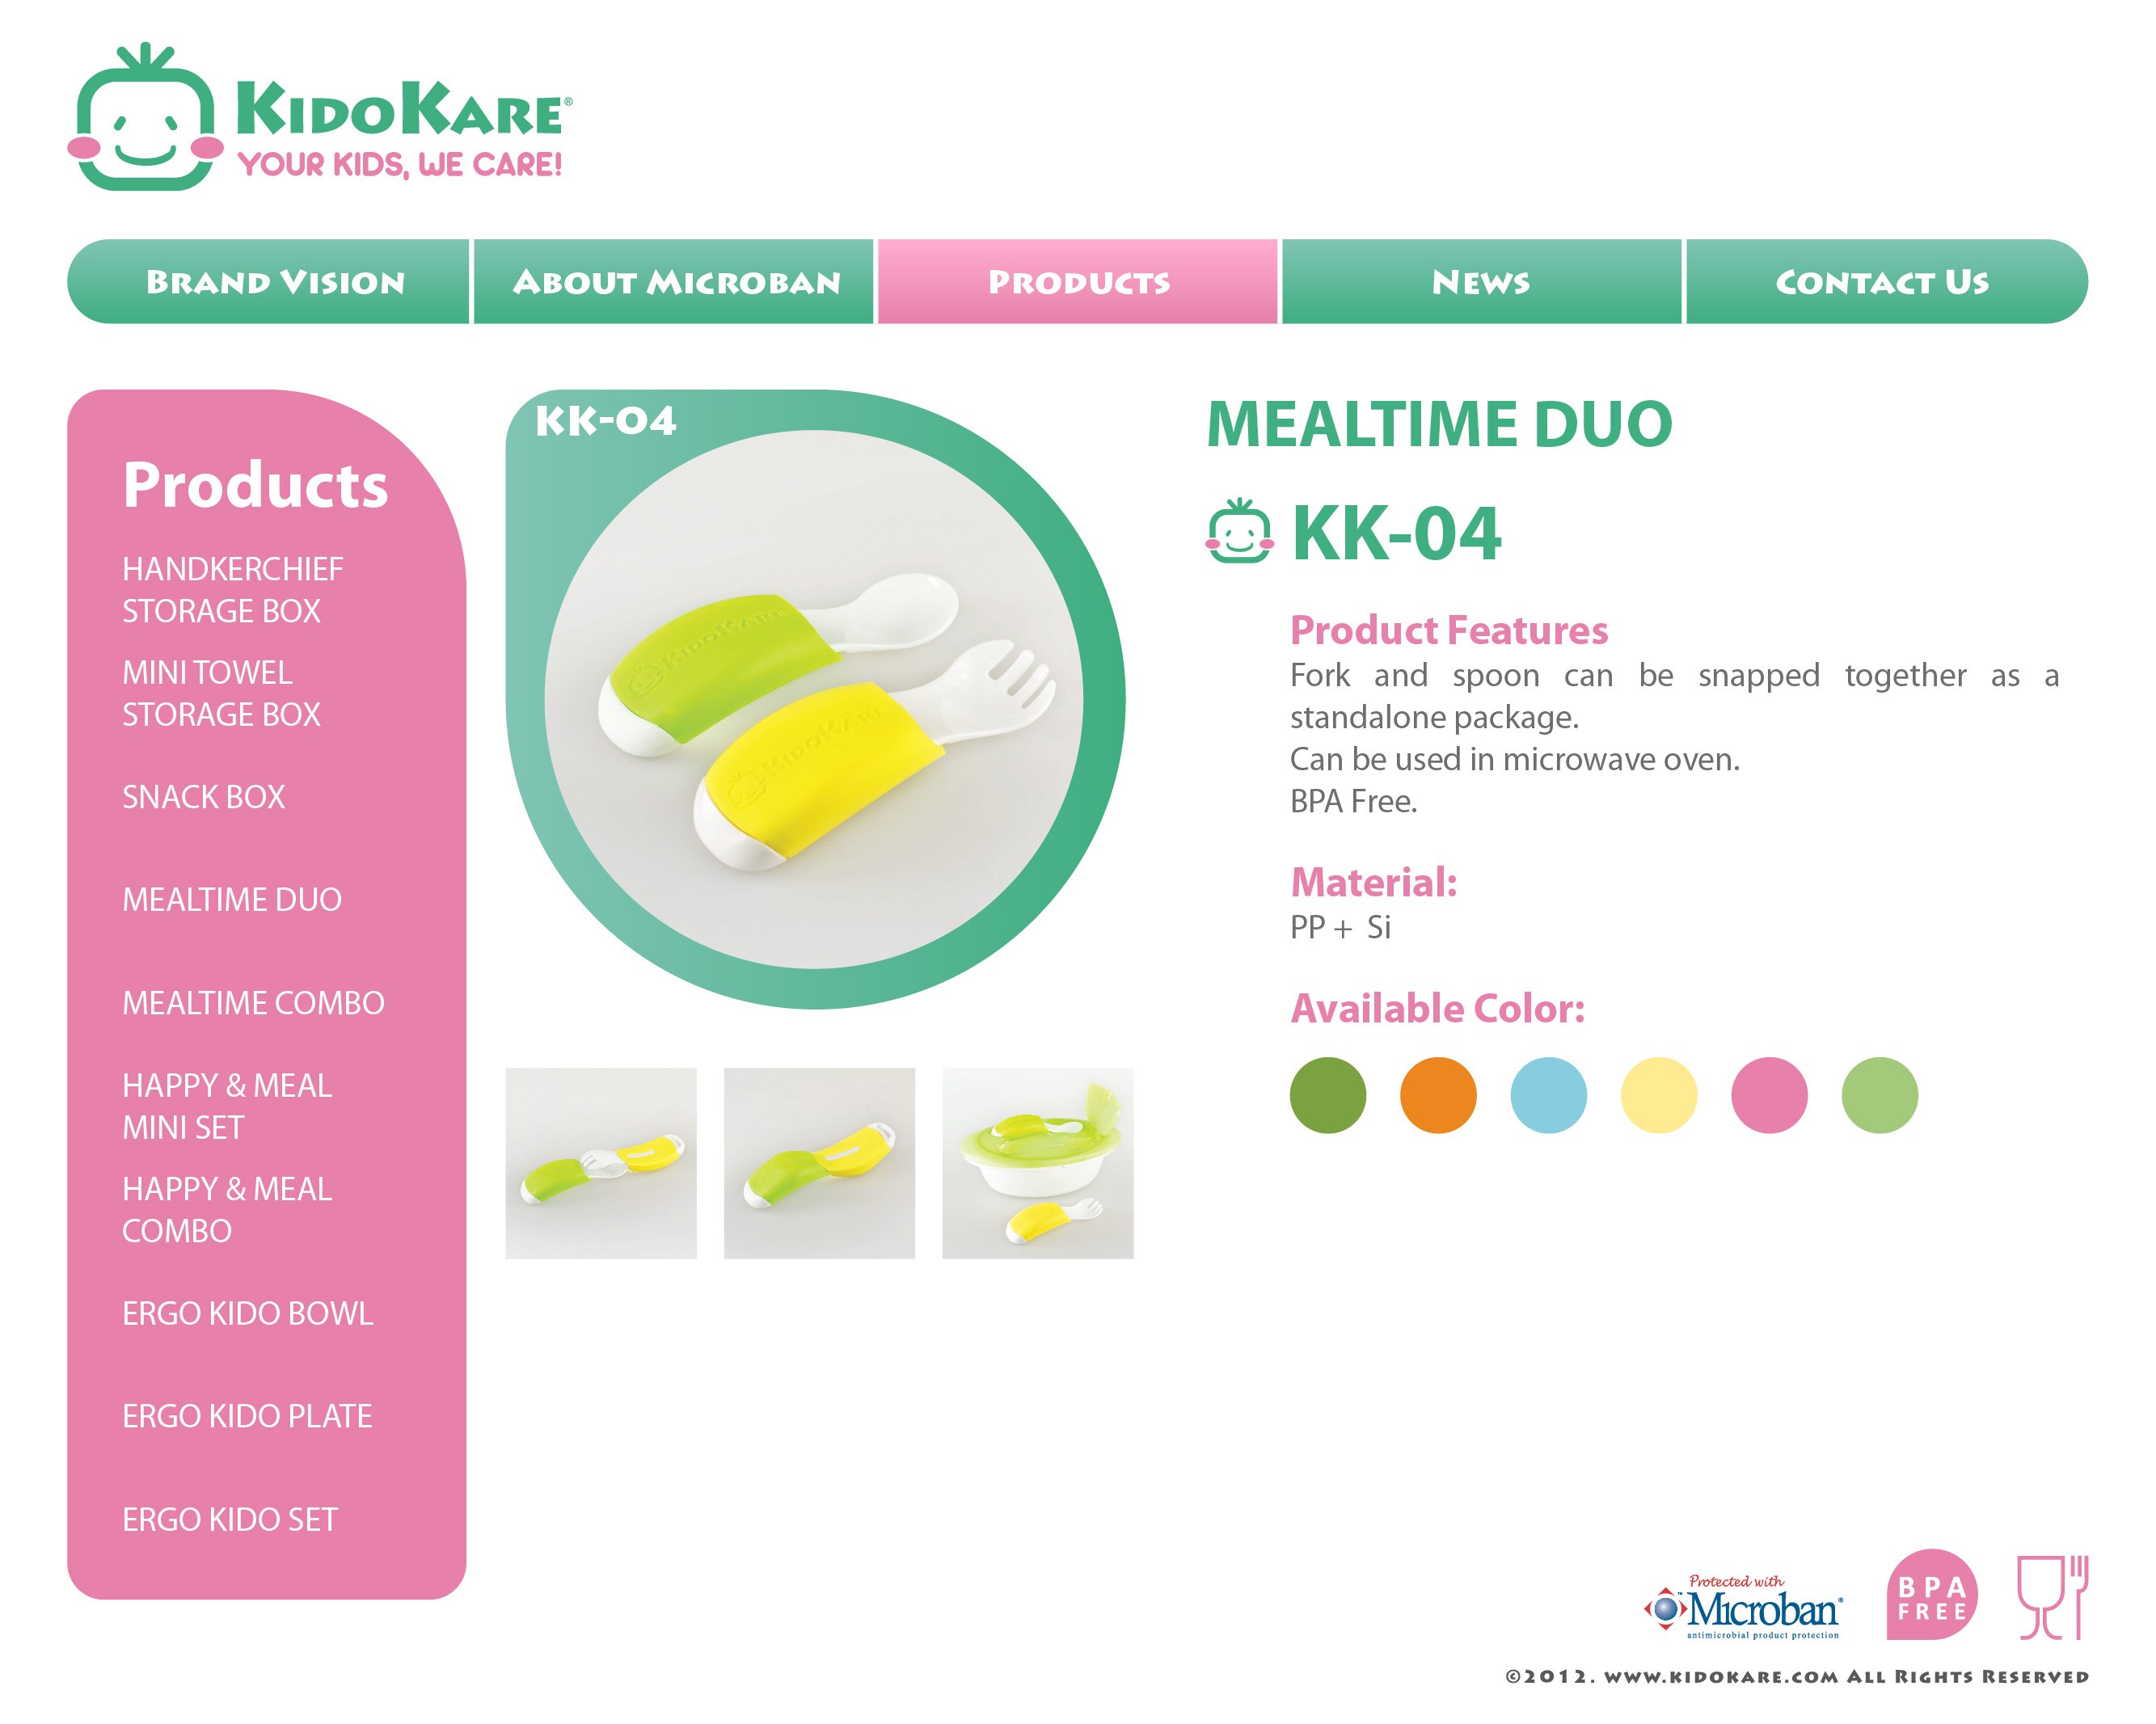 KIDOKARE®
YOUR KIDS, WE CARE!
BRAND VISION
ABOUT MICROBAN
PRODUCTS
NEWS
CONTACT US
Products
HANDKERCHIEF
STORAGE BOX
MINI TOWEL
STORAGE BOX
SNACK BOX
MEALTIME DUO
MEALTIME COMBO
HAPPY & MEAL
MINI SET
HAPPY & MEAL
COMBO
ERGO KIDO BOWL
ERGO KIDO PLATE
ERGO KIDO SET
KK-04
KIDOKARE
KIDOKARE
MEALTIME DUO
KK-04
Product Features
Fork and spoon can be snapped together as a
standalone package.
Can be used in microwave oven.
BPA Free.
Material:
PP + Si
Available Color:
Protected with
™Microban®
antimicrobial product protection
BPA
FREE
©2012. WWW.KIDOKARE.COM ALL RIGHTS RESERVED